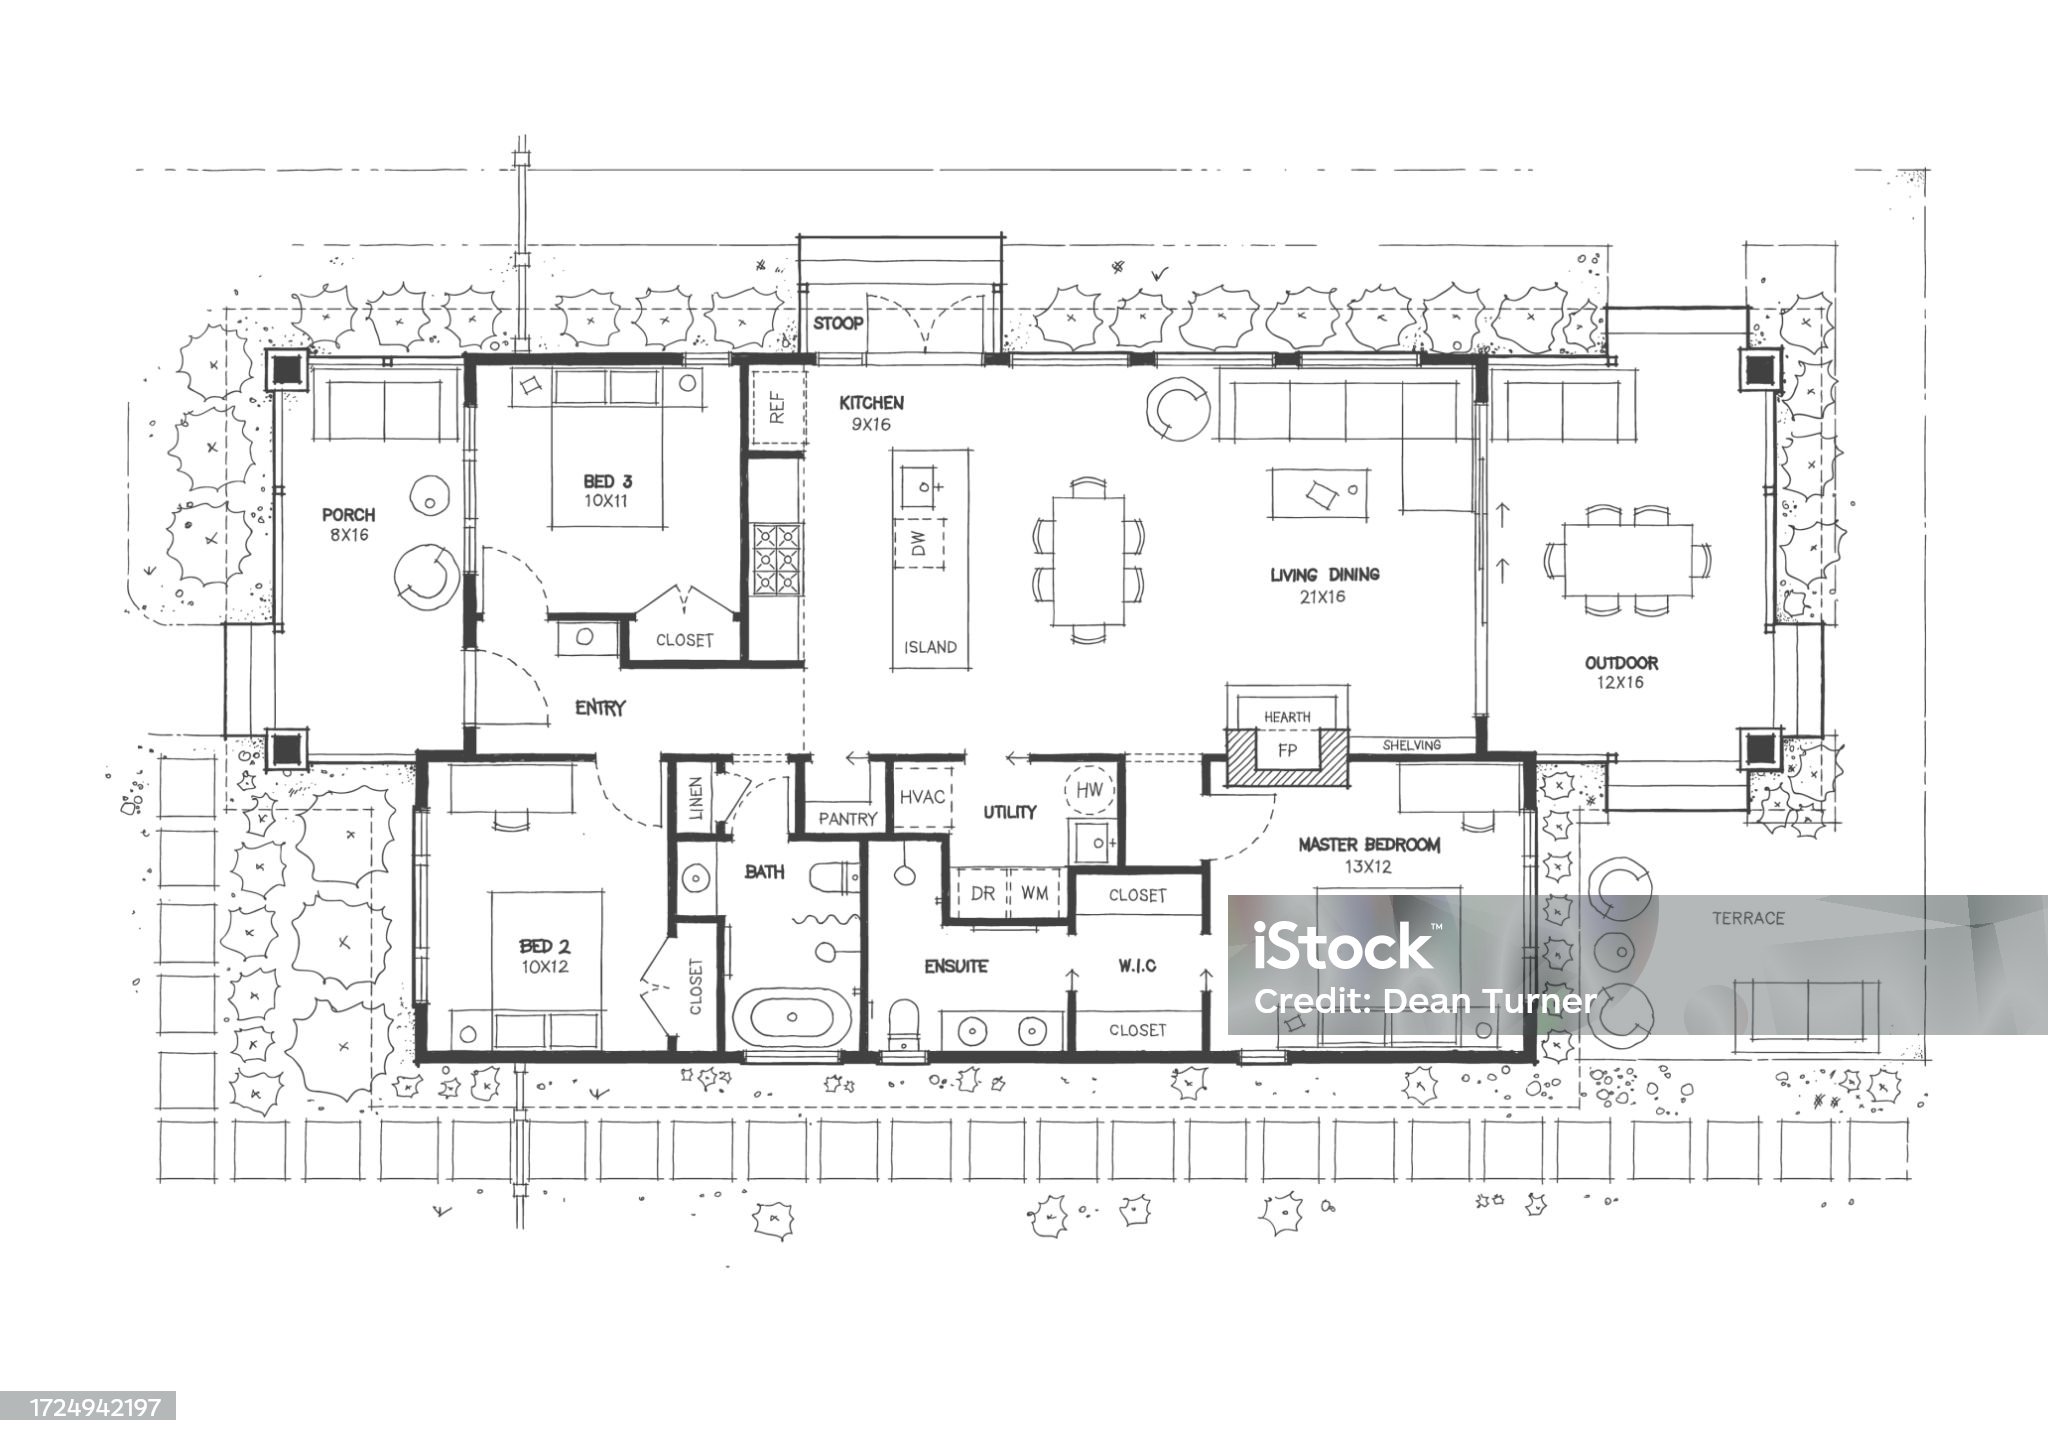 STOOP
REF
KITCHEN
9X16
BED 3
10X11
PORCH
8X16
DW
LIVING DINING
21X16
CLOSET
ISLAND
OUTDOOR
12X16
ENTRY
HEARTH
FP
SHELVING
LINEN
PANTRY
HVAC
UTILITY
HW
MASTER BEDROOM
13X12
BATH
DR
WM
CLOSET
TERRACE
BED 2
10X12
CLOSET
ENSUITE
W.I.C
CLOSET
iStock™
Credit: Dean Turner
1724942197